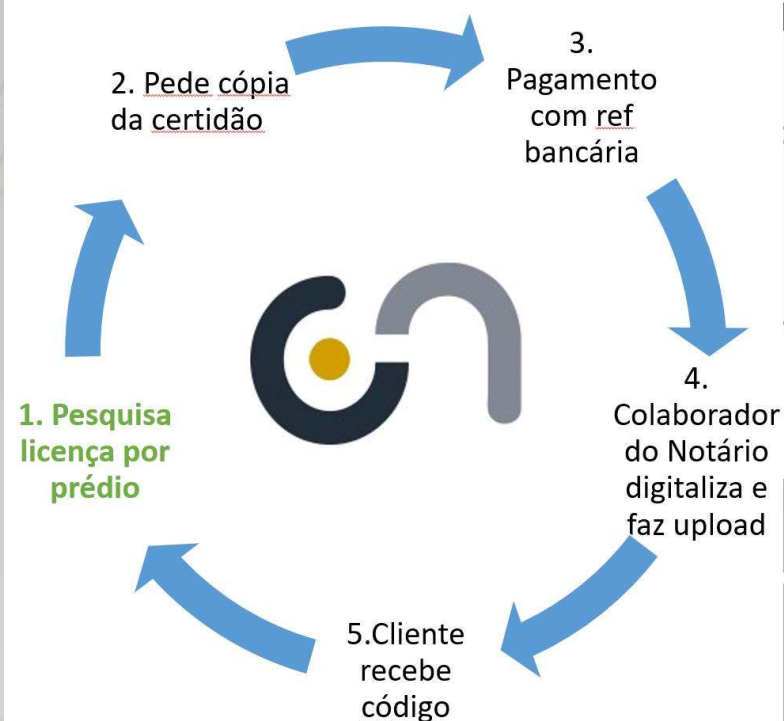 1. Pesquisa
licença por
prédio
2. Pede cópia
da certidão
3.
Pagamento
com ref
bancária
4.
Colaborador
do Notário
digitaliza e
faz upload
5.Cliente
recebe
código